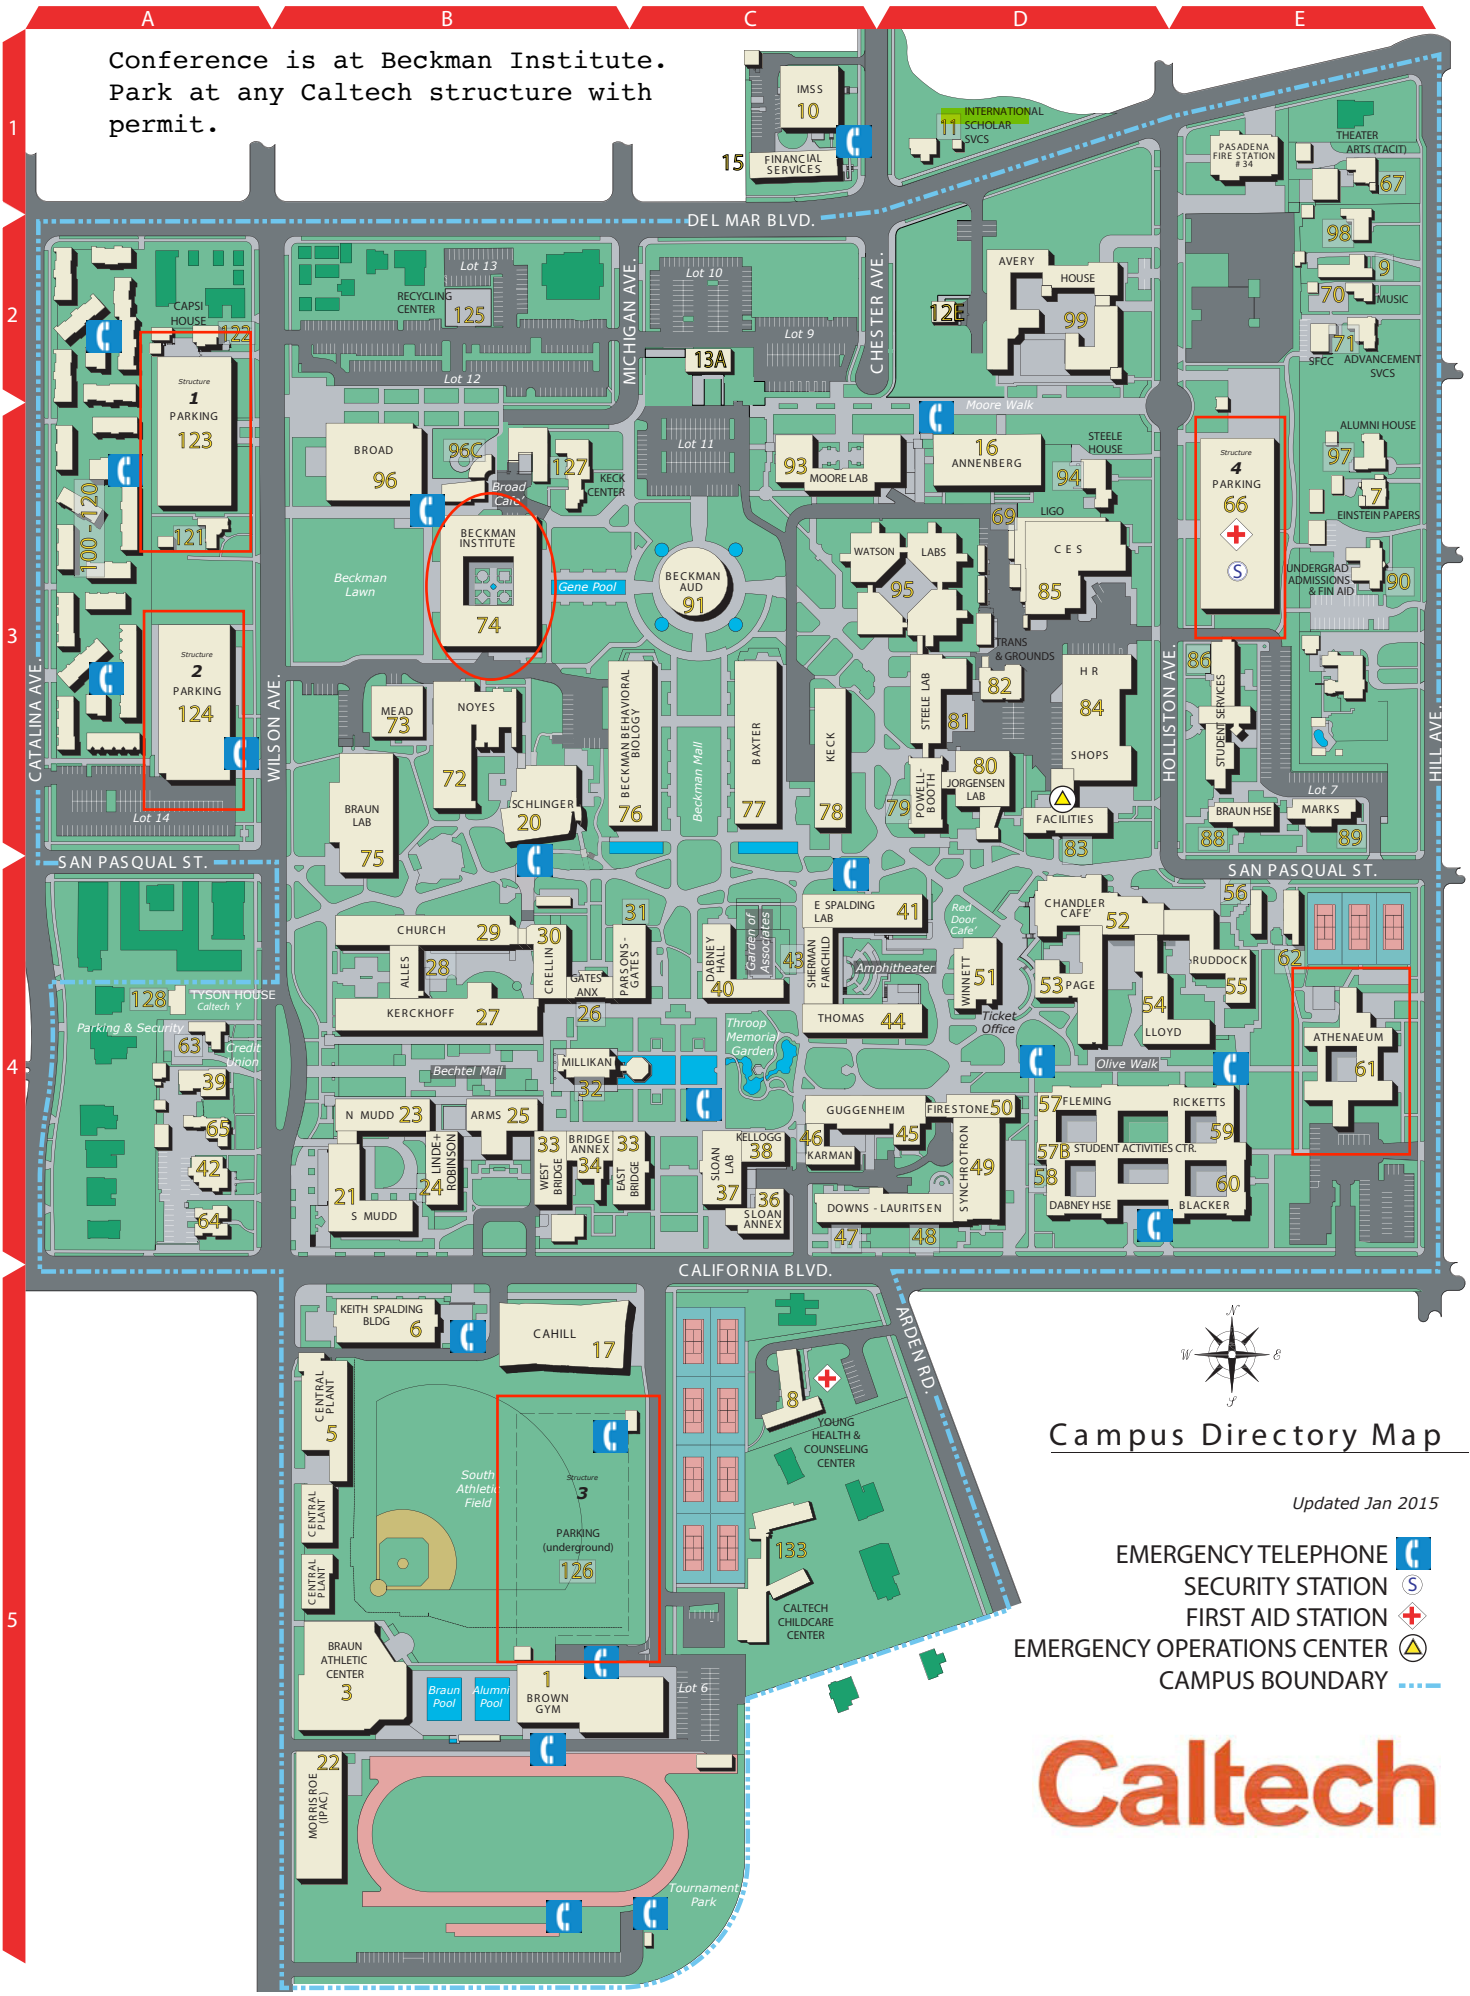 A
B
C
D
E
Conference is at Beckman Institute.
Park at any Caltech structure with
permit.
1
2
3
3
4
5
IMSS
10
15
FINANCIAL
SERVICES
11
INTERNATIONAL
SCHOLAR
SVCS
PASADENA
FIRE STATION
#34
THEATER
ARTS (TACIT)
67
DEL MAR BLVD.
98
9
70
MUSIC
71
SFCC
ADVANCEMENT
SVCS
CAPSI
HOUSE
122
Lot 13
RECYCLING
CENTER
125
Lot 12
MICHIGAN AVE.
Lot 10
Lot 9
13A
CHESTER AVE.
12E
AVERY
HOUSE
99
Moore Walk
Structure
1
PARKING
123
100 - 120
121
BROAD
96
96C
Broad
Cafe'
127
KECK
CENTER
Lot 11
93
MOORE LAB
16
ANNENBERG
STEELE
HOUSE
94
Structure
4
PARKING
66
S
ALUMNI HOUSE
97
7
EINSTEIN PAPERS
UNDERGRAD
ADMISSIONS
& FIN AID
90
BECKMAN
INSTITUTE
74
Beckman
Lawn
Gene Pool
BECKMAN
AUD
91
WATSON
LABS
95
69
LIGO
CES
85
TRANS
& GROUNDS
82
Structure
2
PARKING
124
Lot 14
CATALINA AVE.
WILSON AVE.
MEAD
73
NOYES
72
BRAUN
LAB
75
SCHLINGER
20
BECKMAN BEHAVIORAL
BIOLOGY
76
Beckman Mall
BAXTER
77
KECK
78
STEELE LAB
81
POWELL-
BOOTH
79
80
JORGENSEN
LAB
HR
84
SHOPS
FACILITIES
83
HOLLISTON AVE.
86
STUDENT SERVICES
Lot 7
BRAUN HSE
88
MARKS
89
HILL AVE.
SAN PASQUAL ST.
SAN PASQUAL ST.
128
TYSON HOUSE
Caltech Y
Parking & Security
63
Credit
Union
39
65
42
64
CHURCH
29
ALLES
28
30
CRELLIN
KERCKHOFF
27
GATES
ANX
26
31
PARSONS-
GATES
DABNEY
HALL
40
Garden of
Associates
43
E SPALDING
LAB
41
SHERMAN
FAIRCHILD
Amphitheater
THOMAS
44
Red
Door
Cafe'
WINNETT
51
Ticket
Office
CHANDLER
CAFE'
52
53
PAGE
54
LLOYD
RUDDOCK
55
56
62
ATHENAEUM
61
MILLIKAN
32
Bechtel Mall
Throop
Memorial
Garden
Olive Walk
N MUDD
23
ARMS
25
LINDE+
ROBINSON
24
21
S MUDD
33
WEST
BRIDGE
BRIDGE
ANNEX
34
33
EAST
BRIDGE
SLOAN
LAB
37
KELLOGG
38
36
SLOAN
ANNEX
GUGGENHEIM
46
KARMAN
45
FIRESTONE
50
SYNCHROTRON
49
DOWNS - LAURITSEN
47
48
57
FLEMING
RICKETTS
59
57B
STUDENT ACTIVITIES CTR.
58
DABNEY HSE
BLACKER
60
CALIFORNIA BLVD.
KEITH SPALDING
BLDG
6
CAHILL
17
CENTRAL
PLANT
5
CENTRAL
PLANT
CENTRAL
PLANT
South
Athletic
Field
Structure
3
PARKING
(underground)
126
8
YOUNG
HEALTH &
COUNSELING
CENTER
133
CALTECH
CHILDCARE
CENTER
ARDEN RD.
BRAUN
ATHLETIC
CENTER
3
Braun
Pool
Alumni
Pool
1
BROWN
GYM
Lot 6
22
MORRISROE
(IPAC)
Tournament
Park
N
W
E
S
Campus Directory Map
Updated Jan 2015
EMERGENCY TELEPHONE
SECURITY STATION
S
FIRST AID STATION
EMERGENCY OPERATIONS CENTER
CAMPUS BOUNDARY
Caltech